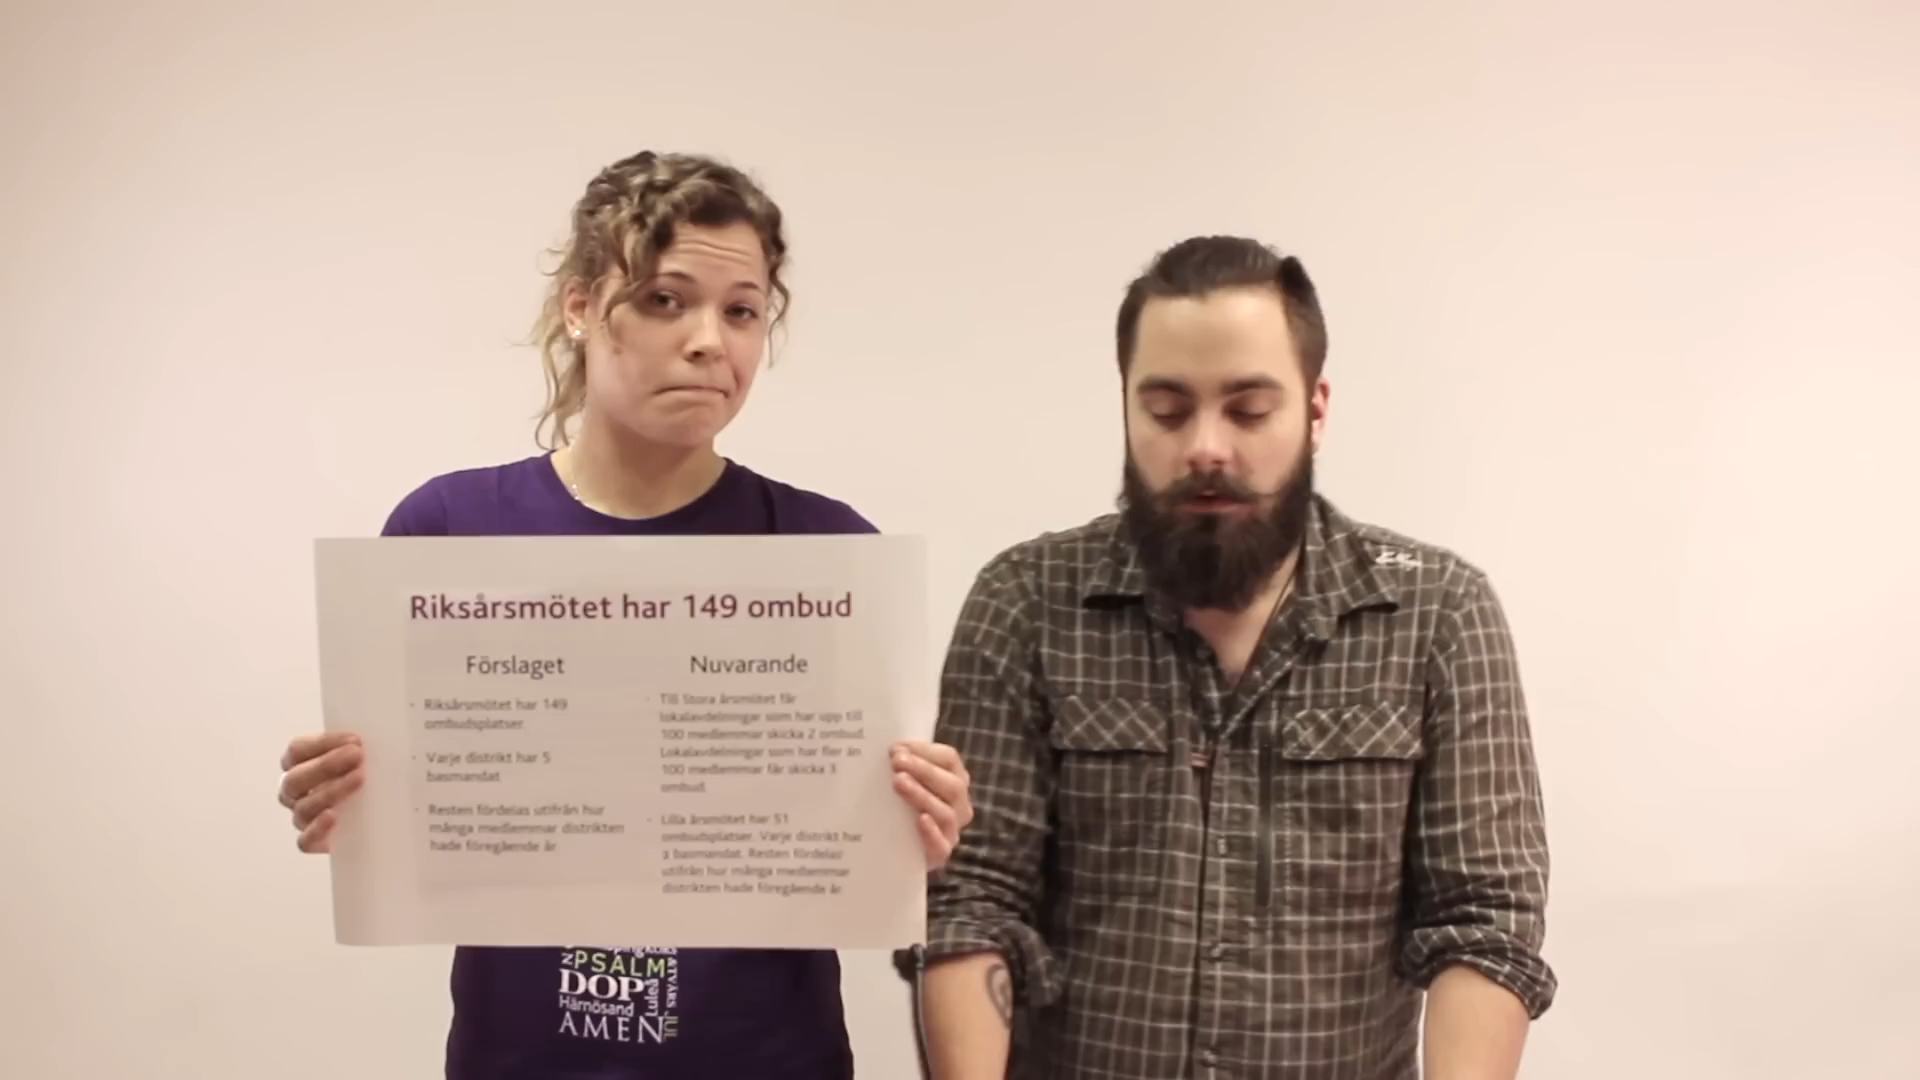 Riksårsmötet har 149 ombud
Förslaget
• Riksårsmötet har 149
ombudsplatser.
• Varje distrikt har 5
basmandat
• Resten fördelas utifrån hur
många medlemmar distrikten
hade föregående år
Nuvarande
• Till Stora årsmötet får
lokalavdelningar som har upp till
100 medlemmar skicka 2 ombud.
Lokalavdelningar som har fler än
100 medlemmar får skicka 3
ombud.
• Lilla årsmötet har 51
ombudsplatser. Varje distrikt har
3 basmandat. Resten fördelas
utifrån hur många medlemmar
distrikten hade föregående år
PSALM
DOP
Härnösand
AMEN
Luleå
JUL